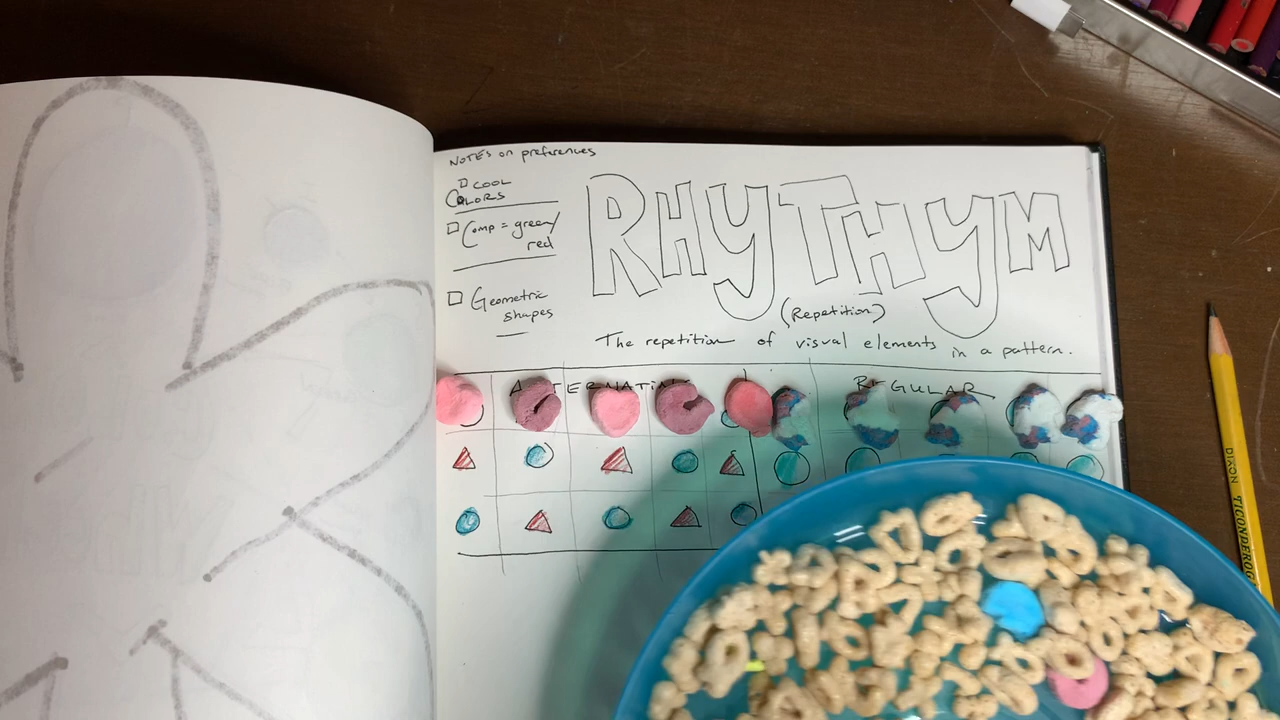 NOTES on preferences
COOL
COLORS
Comp = green/
red
Geometric
shapes
RHYTHYM
(Repetition)
The repetition of visual elements in a pattern.
ALTERNATING
REGULAR
DIXON TICONDEROGA